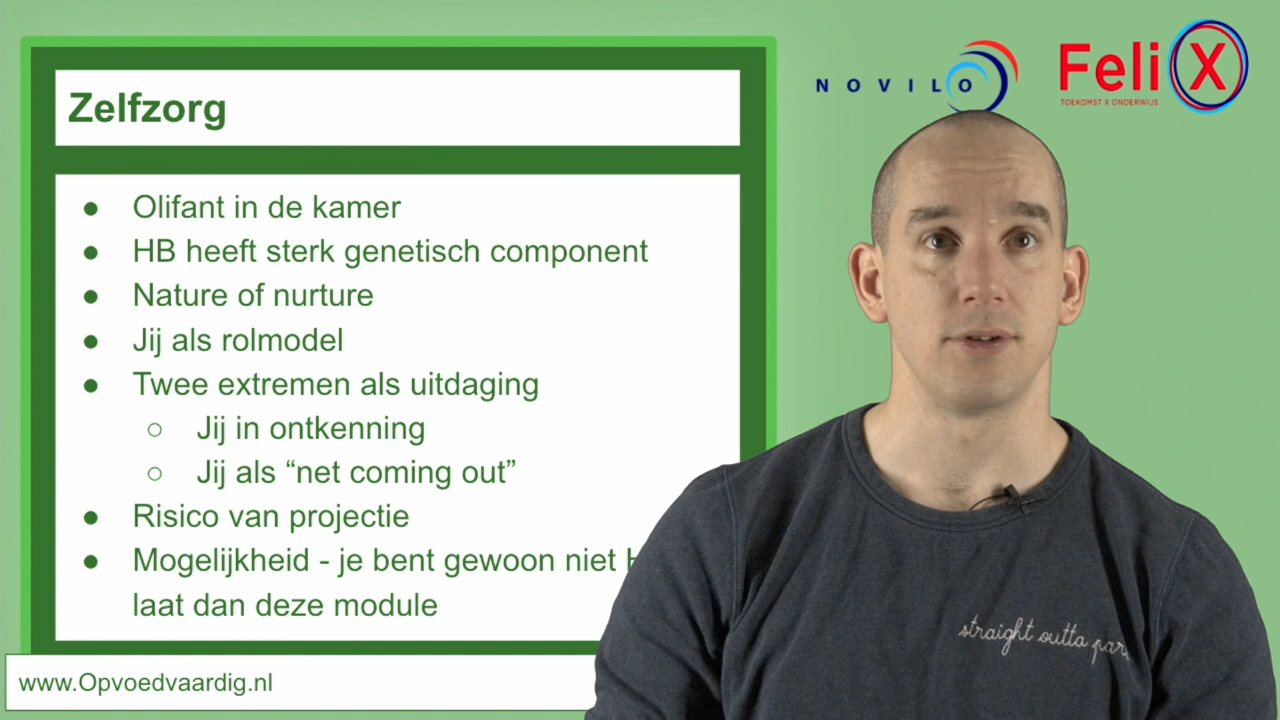 NOVILO
FeliX
TOEKOMST X ONDERWIJS
Zelfzorg
● Olifant in de kamer
● HB heeft sterk genetisch component
● Nature of nurture
● Jij als rolmodel
● Twee extremen als uitdaging
○ Jij in ontkenning
○ Jij als “net coming out”
● Risico van projectie
● Mogelijkheid - je bent gewoon niet
laat dan deze module
www.Opvoedvaardig.nl
straight outta